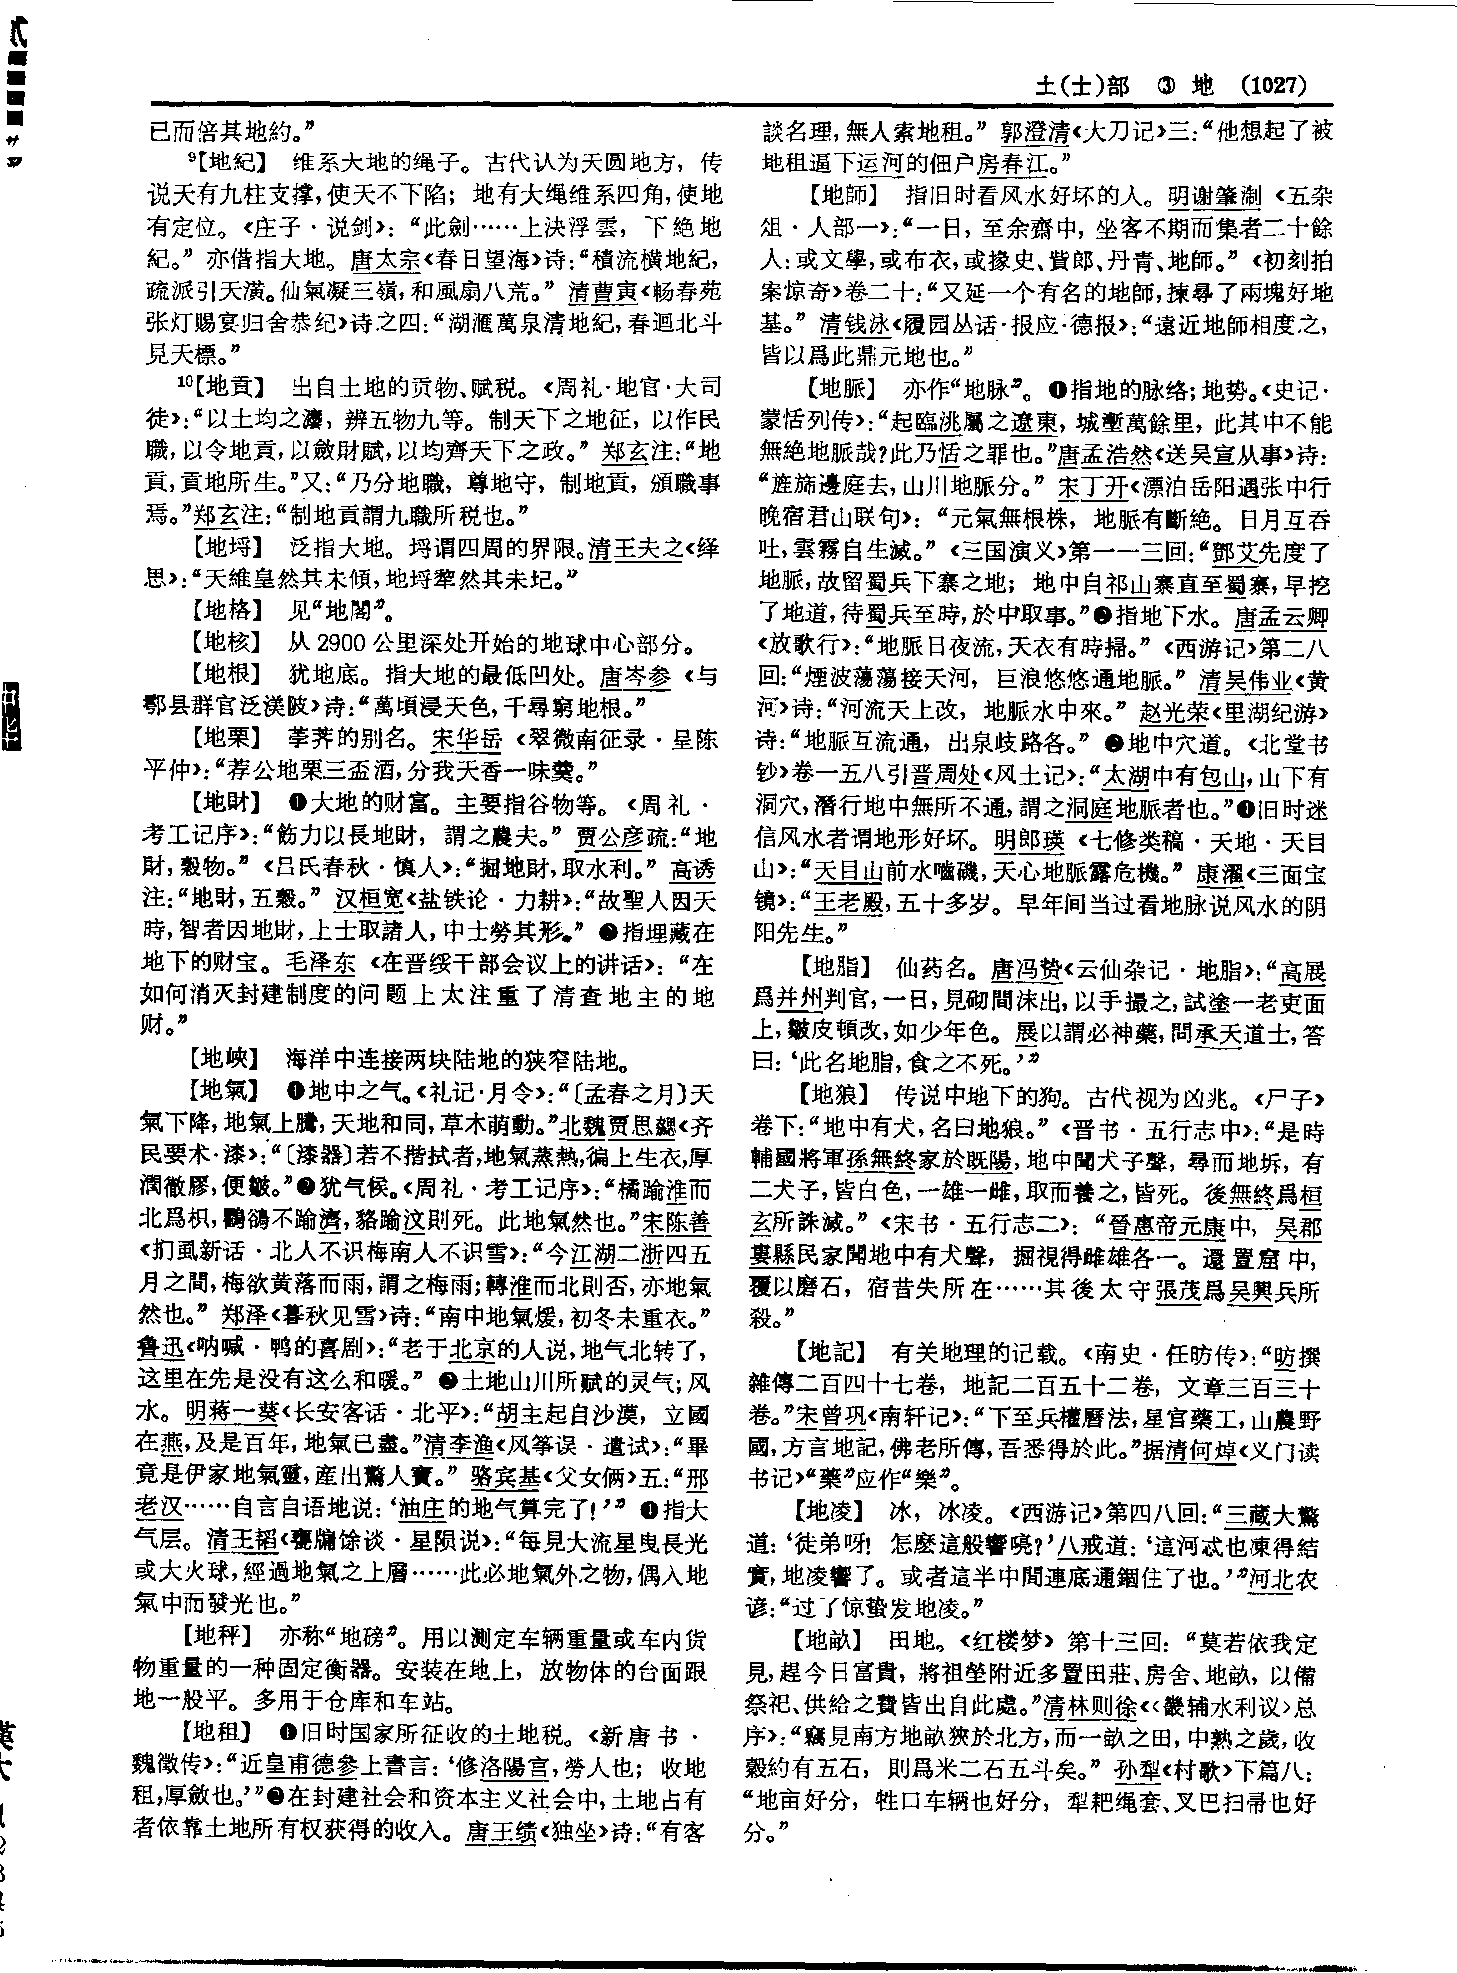 土(士)部 ③ 地 (1027)
已而倍其地約。”
⁹【地紀】 维系大地的绳子。古代认为天圆地方，传
说天有九柱支撑，使天不下陷；地有大绳维系四角，使地
有定位。《庄子·说剑》：“此劍……上決浮雲，下絶地
紀。”亦借指大地。唐太宗《春日望海》诗：“積流橫地紀，
疏派引天潢。仙氣凝三嶺，和風扇八荒。”清曹寅《畅春苑
张灯赐宴归舍恭纪》诗之四：“湖滙萬泉清地紀，春迴北斗
見天標。”
¹⁰【地貢】 出自土地的贡物、赋税。《周礼·地官·大司
徒》：“以土均之灋，辨五物九等。制天下之地征，以作民
職，以令地貢，以斂財賦，以均齊天下之政。”郑玄注：“地
貢，貢地所生。”又：“乃分地職，尊地守，制地貢，頒職事
焉。”郑玄注：“制地貢謂九職所税也。”
【地埒】 泛指大地。埒谓四周的界限。清王夫之《绎
思》：“天維皇然其未傾，地埒犖然其未圮。”
【地格】 见“地閣”。
【地核】 从2900公里深处开始的地球中心部分。
【地根】 犹地底。指大地的最低凹处。唐岑参《与
鄠县群官泛渼陂》诗：“萬頃浸天色，千尋窮地根。”
【地栗】 荸荠的别名。宋华岳《翠微南征录·呈陈
平仲》：“荐公地栗三盃酒，分我天香一味羹。”
【地財】 ❶大地的财富。主要指谷物等。《周礼·
考工记序》：“飭力以長地財，謂之農夫。”贾公彦疏：“地
財，穀物。”《吕氏春秋·慎人》：“掘地財，取水利。”高诱
注：“地財，五穀。”汉桓宽《盐铁论·力耕》：“故聖人因天
時，智者因地財，上士取諸人，中士勞其形。”❷指埋藏在
地下的财宝。毛泽东《在晋绥干部会议上的讲话》：“在
如何消灭封建制度的问题上太注重了清查地主的地
财。”
【地峽】 海洋中连接两块陆地的狭窄陆地。
【地氣】 ❶地中之气。《礼记·月令》：“〔孟春之月〕天
氣下降，地氣上騰，天地和同，草木萌動。”北魏贾思勰《齐
民要术·漆》：“〔漆器〕若不揩拭者，地氣蒸熱，徧上生衣，厚
潤徹膠，便皺。”❷犹气候。《周礼·考工记序》：“橘踰淮而
北爲枳，鸜鵒不踰濟，貉踰汶則死。此地氣然也。”宋陈善
《扪虱新话·北人不识梅南人不识雪》：“今江湖二浙四五
月之間，梅欲黄落而雨，謂之梅雨；轉淮而北則否，亦地氣
然也。”郑泽《暮秋见雪》诗：“南中地氣煖，初冬未重衣。”
鲁迅《呐喊·鸭的喜剧》：“老于北京的人说，地气北转了，
这里在先是没有这么和暖。”❸土地山川所赋的灵气；风
水。明蒋一葵《长安客话·北平》：“胡主起自沙漠，立國
在燕，及是百年，地氣已盡。”清李渔《风筝误·遣试》：“畢
竟是伊家地氣靈，産出驚人寳。”骆宾基《父女俩》五：“邢
老汉……自言自语地说：‘油庄的地气算完了！’”❹指大
气层。清王韬《甕牖馀谈·星陨说》：“每見大流星曳長光
或大火球，經過地氣之上層……此必地氣外之物，偶入地
氣中而發光也。”
【地秤】 亦称“地磅”。用以测定车辆重量或车内货
物重量的一种固定衡器。安装在地上，放物体的台面跟
地一般平。多用于仓库和车站。
【地租】 ❶旧时国家所征收的土地税。《新唐书·
魏徵传》：“近皇甫德參上書言：‘修洛陽宫，勞人也；收地
租，厚斂也。’”❷在封建社会和资本主义社会中，土地占有
者依靠土地所有权获得的收入。唐王绩《独坐》诗：“有客
談名理，無人索地租。”郭澄清《大刀记》三：“他想起了被
地租逼下运河的佃户房春江。”
【地師】 指旧时看风水好坏的人。明谢肇淛《五杂
俎·人部一》：“一日，至余齋中，坐客不期而集者二十餘
人：或文學，或布衣，或掾史、貲郎、丹青、地師。”《初刻拍
案惊奇》卷二十：“又延一个有名的地師，揀尋了兩塊好地
基。”清钱泳《履园丛话·报应·德报》：“遠近地師相度之，
皆以爲此鼎元地也。”
【地脈】 亦作“地脉”。❶指地的脉络；地势。《史记·
蒙恬列传》：“起臨洮屬之遼東，城壍萬餘里，此其中不能
無絶地脈哉？此乃恬之罪也。”唐孟浩然《送吴宣从事》诗：
“旌旆邊庭去，山川地脈分。”宋丁开《漂泊岳阳遇张中行
晚宿君山联句》：“元氣無根株，地脈有斷絶。日月互吞
吐，雲霧自生滅。”《三国演义》第一一三回：“鄧艾先度了
地脈，故留蜀兵下寨之地；地中自祁山寨直至蜀寨，早挖
了地道，待蜀兵至時，於中取事。”❷指地下水。唐孟云卿
《放歌行》：“地脈日夜流，天衣有時掃。”《西游记》第二八
回：“煙波蕩蕩接天河，巨浪悠悠通地脈。”清吴伟业《黄
河》诗：“河流天上改，地脈水中來。”赵光荣《里湖纪游》
诗：“地脈互流通，出泉歧路各。”❸地中穴道。《北堂书
钞》卷一五八引晋周处《风土记》：“太湖中有包山，山下有
洞穴，潛行地中無所不通，謂之洞庭地脈者也。”❹旧时迷
信风水者谓地形好坏。明郎瑛《七修类稿·天地·天目
山》：“天目山前水嚙磯，天心地脈露危機。”康濯《三面宝
镜》：“王老殿，五十多岁。早年间当过看地脉说风水的阴
阳先生。”
【地脂】 仙药名。唐冯贽《云仙杂记·地脂》：“高展
爲并州判官，一日，見砌間沫出，以手撮之，試塗一老吏面
上，皺皮頓改，如少年色。展以謂必神藥，問承天道士，答
曰：‘此名地脂，食之不死。’”
【地狼】 传说中地下的狗。古代视为凶兆。《尸子》
卷下：“地中有犬，名曰地狼。”《晋书·五行志中》：“是時
輔國將軍孫無終家於既陽，地中聞犬子聲，尋而地坼，有
二犬子，皆白色，一雄一雌，取而養之，皆死。後無終爲桓
玄所誅滅。”《宋书·五行志二》：“晉惠帝元康中，吴郡
婁縣民家聞地中有犬聲，掘視得雌雄各一。還置窟中，
覆以磨石，宿昔失所在……其後太守張茂爲吴興兵所
殺。”
【地記】 有关地理的记载。《南史·任昉传》：“昉撰
雜傳二百四十七卷，地記二百五十二卷，文章三百三十
卷。”宋曾巩《南轩记》：“下至兵權曆法，星官藥工，山農野
國，方言地記，佛老所傳，吾悉得於此。”据清何焯《义门读
书记》“藥”应作“樂”。
【地凌】 冰，冰凌。《西游记》第四八回：“三藏大驚
道：‘徒弟呀！怎麽這般響喨？’八戒道：‘這河忒也凍得結
實，地凌響了。或者這半中間連底通錮住了也。’”河北农
谚：“过了惊蛰发地凌。”
【地畝】 田地。《红楼梦》第十三回：“莫若依我定
見，趕今日富貴，將祖塋附近多置田莊、房舍、地畝，以備
祭祀、供給之費皆出自此處。”清林则徐《〈畿辅水利议〉总
序》：“竊見南方地畝狹於北方，而一畝之田，中熟之歲，收
穀約有五石，則爲米二石五斗矣。”孙犁《村歌》下篇八：
“地亩好分，牲口车辆也好分，犁耙绳套、叉巴扫帚也好
分。”